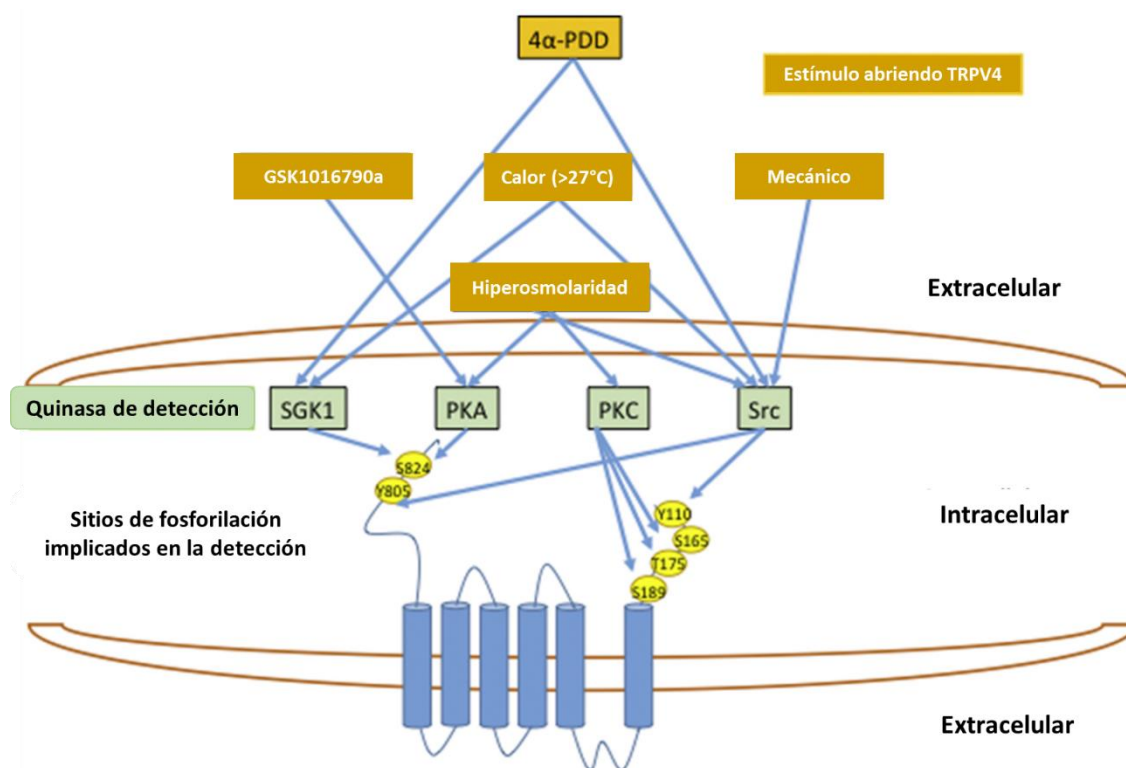 4α-PDD
Estímulo abriendo TRPV4
GSK1016790a
Calor (>27°C)
Mecánico
Hiperosmolaridad
Extracelular
Quinasa de detección
SGK1
PKA
PKC
Src
S824
Y805
Y110
S165
T175
S189
Sitios de fosforilación
implicados en la detección
Intracelular
Extracelular